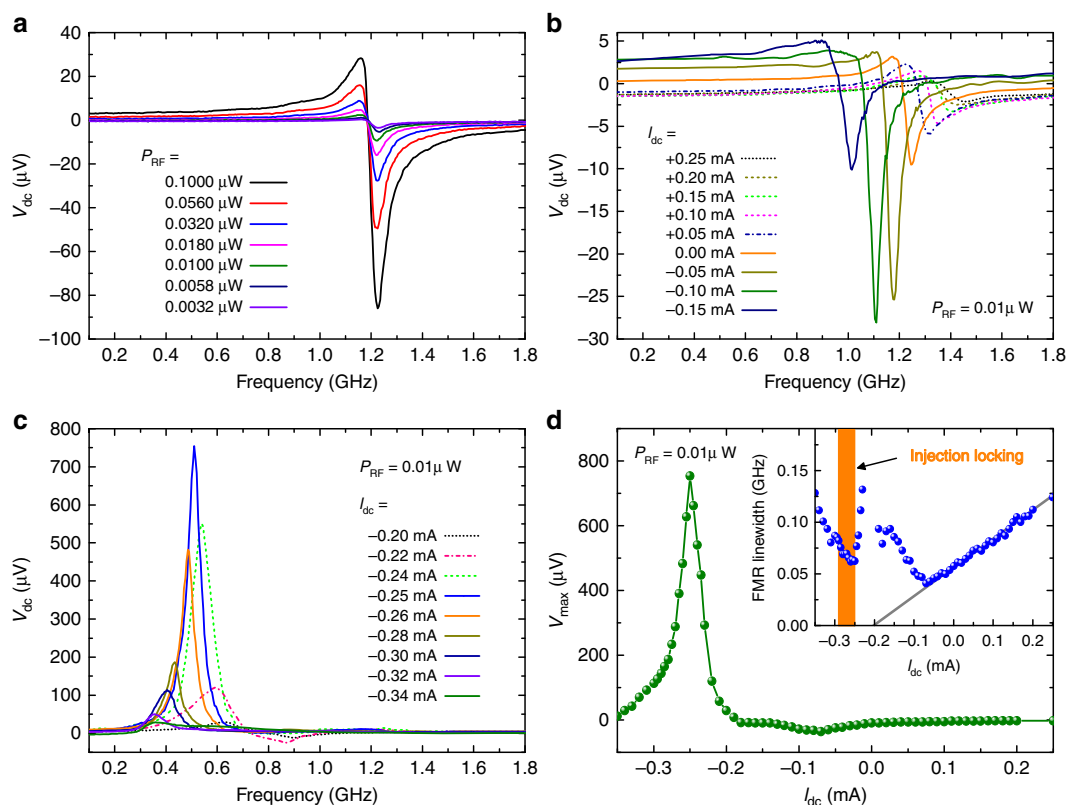 a
40
20
0
−20
−40
−60
−80
−100
V_dc (μV)
P_RF =
0.1000 μW
0.0560 μW
0.0320 μW
0.0180 μW
0.0100 μW
0.0058 μW
0.0032 μW
0.2 0.4 0.6 0.8 1.0 1.2 1.4 1.6 1.8
Frequency (GHz)
b
5
0
−5
−10
−15
−20
−25
−30
V_dc (μV)
I_dc =
+0.25 mA
+0.20 mA
+0.15 mA
+0.10 mA
+0.05 mA
0.00 mA
−0.05 mA
−0.10 mA
−0.15 mA
P_RF = 0.01μ W
0.2 0.4 0.6 0.8 1.0 1.2 1.4 1.6 1.8
Frequency (GHz)
c
800
700
600
500
400
300
200
100
0
V_dc (μV)
P_RF = 0.01μ W
I_dc =
−0.20 mA
−0.22 mA
−0.24 mA
−0.25 mA
−0.26 mA
−0.28 mA
−0.30 mA
−0.32 mA
−0.34 mA
0.2 0.4 0.6 0.8 1.0 1.2 1.4 1.6 1.8
Frequency (GHz)
d
800
600
400
200
0
V_max (μV)
P_RF = 0.01μ W
Injection locking
0.15
0.10
0.05
0.00
FMR linewidth (GHz)
−0.3 −0.2 −0.1 0.0 0.1 0.2
I_dc (mA)
−0.3 −0.2 −0.1 0.0 0.1 0.2
I_dc (mA)